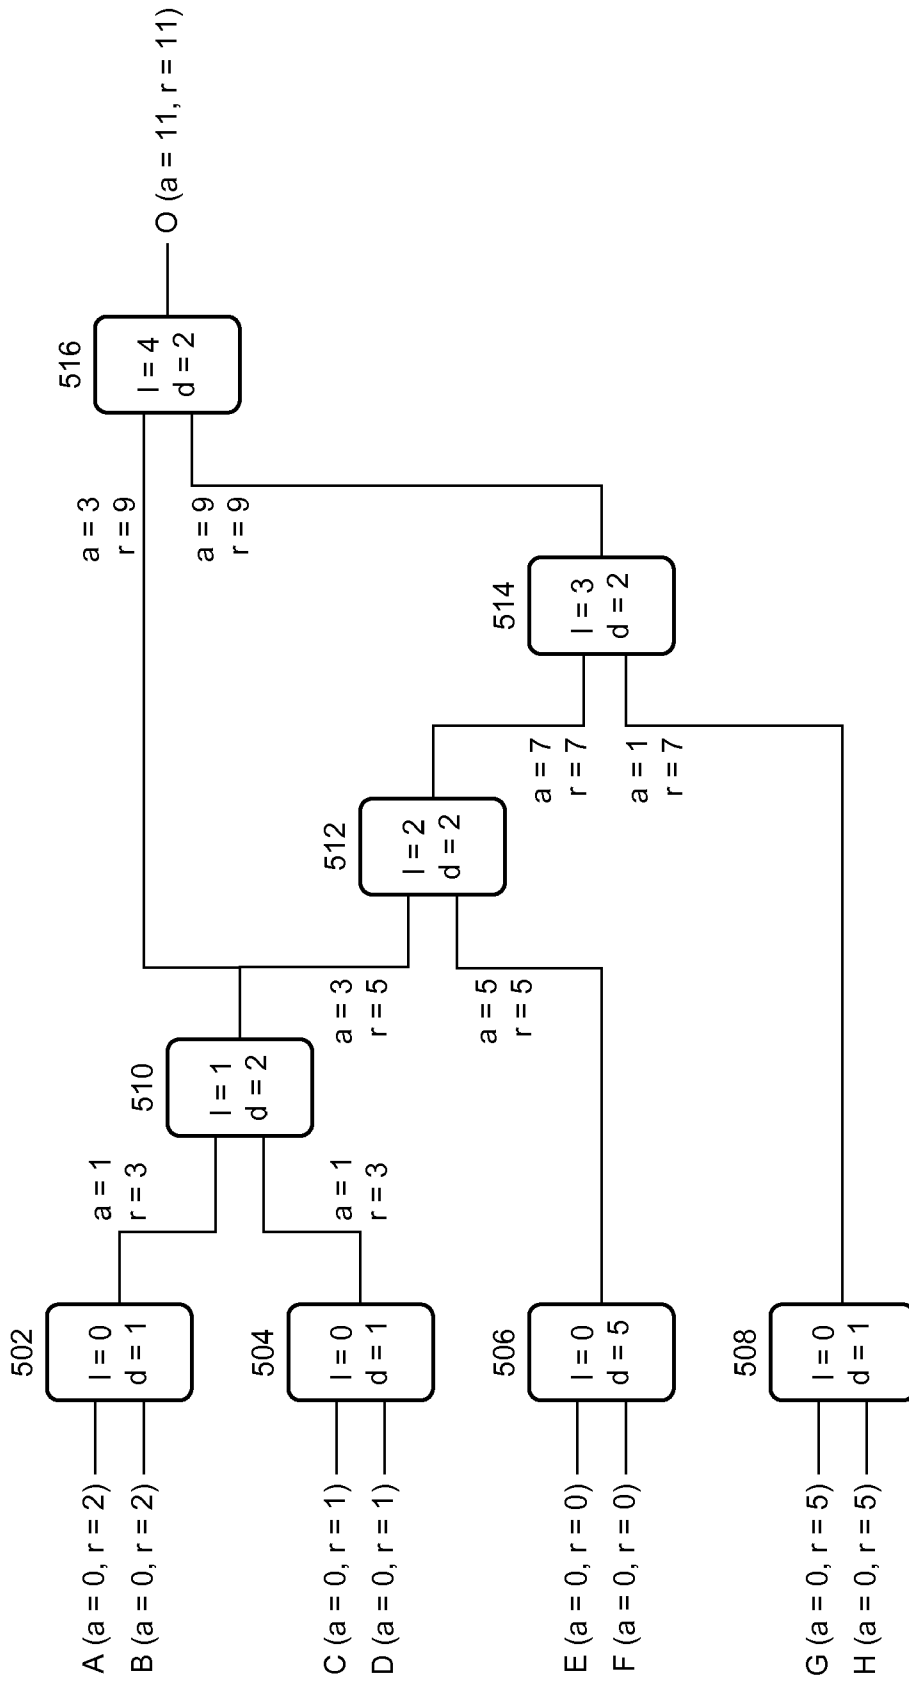 502
504
506
508
510
512
514
516
A (a = 0, r = 2)
B (a = 0, r = 2)
C (a = 0, r = 1)
D (a = 0, r = 1)
E (a = 0, r = 0)
F (a = 0, r = 0)
G (a = 0, r = 5)
H (a = 0, r = 5)
l = 0
d = 1
l = 0
d = 1
l = 0
d = 5
l = 0
d = 1
a = 1
r = 3
a = 1
r = 3
l = 1
d = 2
a = 3
r = 5
a = 5
r = 5
l = 2
d = 2
a = 7
r = 7
a = 1
r = 7
l = 3
d = 2
a = 3
r = 9
a = 9
r = 9
l = 4
d = 2
O (a = 11, r = 11)